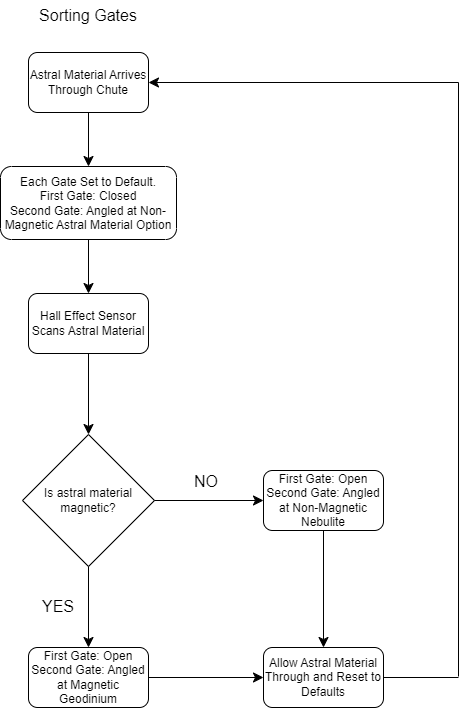 Sorting Gates
Astral Material Arrives
Through Chute
Each Gate Set to Default.
First Gate: Closed
Second Gate: Angled at Non-
Magnetic Astral Material Option
Hall Effect Sensor
Scans Astral Material
Is astral material
magnetic?
NO
First Gate: Open
Second Gate: Angled
at Non-Magnetic
Nebulite
YES
First Gate: Open
Second Gate: Angled
at Magnetic
Geodinium
Allow Astral Material
Through and Reset to
Defaults